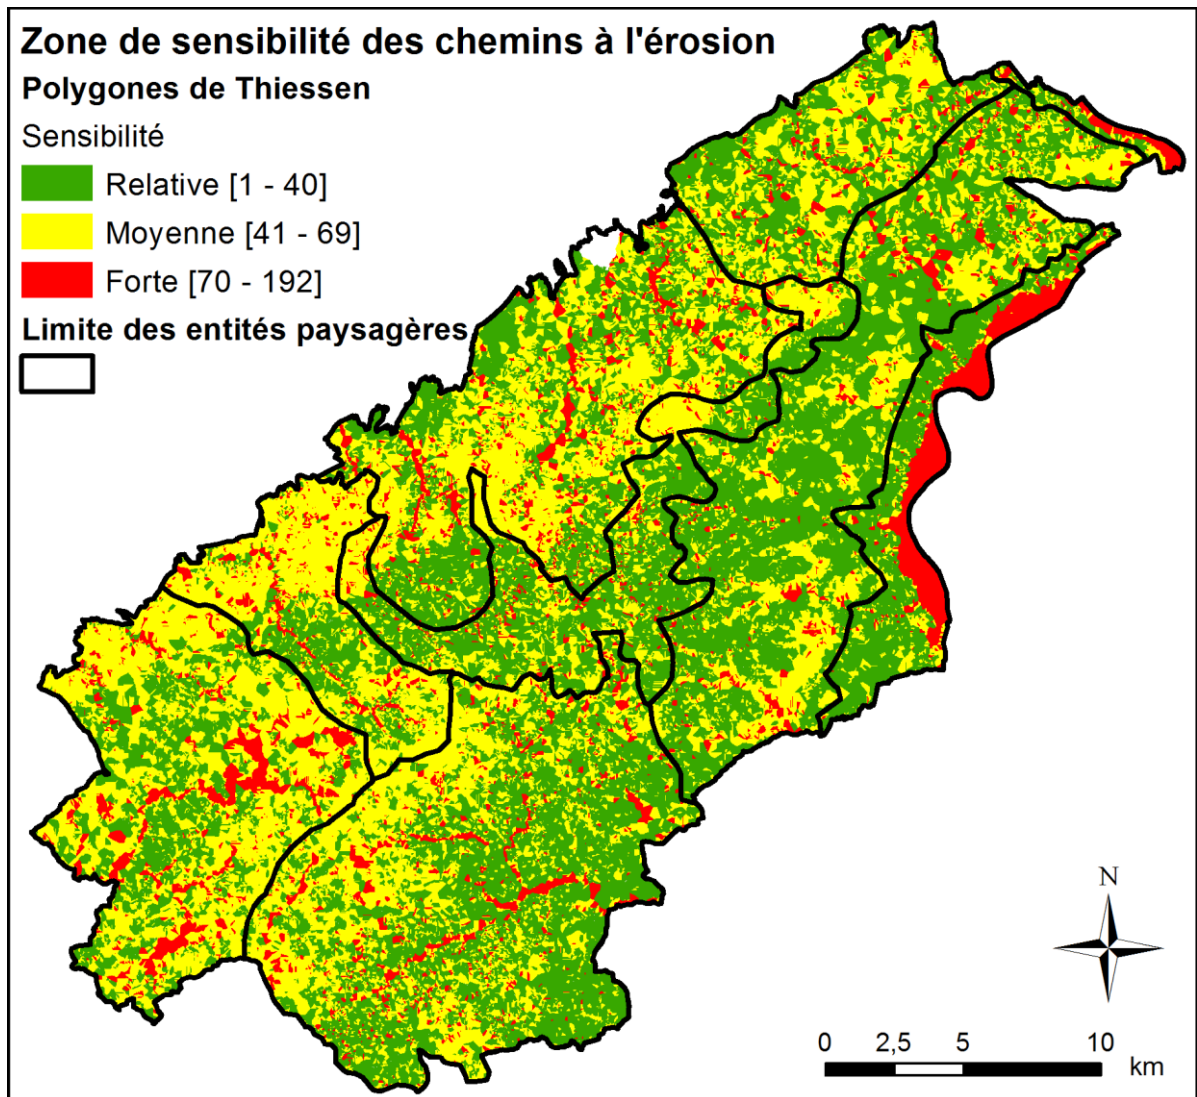 Zone de sensibilité des chemins à l'érosion
Polygones de Thiessen
Sensibilité
Relative [1 - 40]
Moyenne [41 - 69]
Forte [70 - 192]
Limite des entités paysagères
N
0 2,5 5 10
km